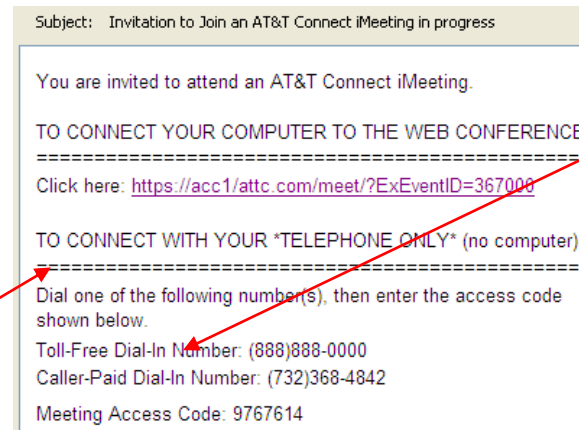 Subject: Invitation to Join an AT&T Connect iMeeting in progress
You are invited to attend an AT&T Connect iMeeting.
TO CONNECT YOUR COMPUTER TO THE WEB CONFERENCE
================================================
Click here: https://acc1/attc.com/meet/?ExEventID=367000
TO CONNECT WITH YOUR *TELEPHONE ONLY* (no computer)
================================================
Dial one of the following number(s), then enter the access code
shown below.
Toll-Free Dial-In Number: (888)888-0000
Caller-Paid Dial-In Number: (732)368-4842
Meeting Access Code: 9767614